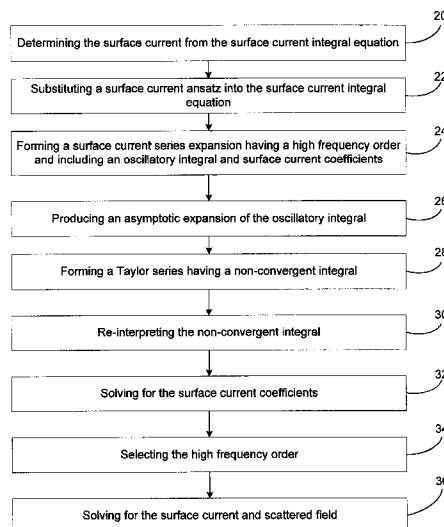 20
Determining the surface current from the surface current integral equation
22
Substituting a surface current ansatz into the surface current integral
equation
24
Forming a surface current series expansion having a high frequency order
and including an oscillatory integral and surface current coefficients
26
Producing an asymptotic expansion of the oscillatory integral
28
Forming a Taylor series having a non-convergent integral
30
Re-interpreting the non-convergent integral
32
Solving for the surface current coefficients
34
Selecting the high frequency order
36
Solving for the surface current and scattered field